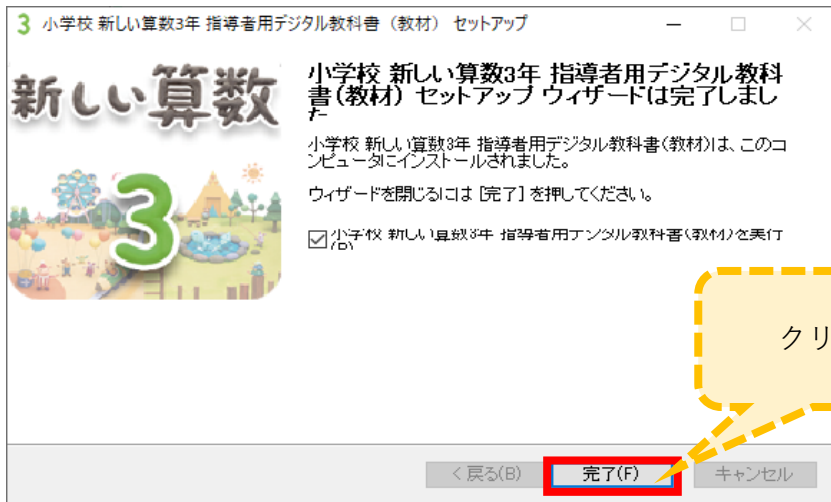 3 小学校 新しい算数3年 指導者用デジタル教科書（教材） セットアップ
新しい算数
3
小学校 新しい算数3年 指導者用デジタル教科
書(教材) セットアップ ウィザードは完了しまし
た
小学校 新しい算数3年 指導者用デジタル教科書(教材)は、このコ
ンピュータにインストールされました。
ウィザードを閉じるには [完了] を押してください。
小学校 新しい算数3年 指導者用デジタル教科書(教材)を実行
(R)
クリ
< 戻る(B)
完了(F)
キャンセル